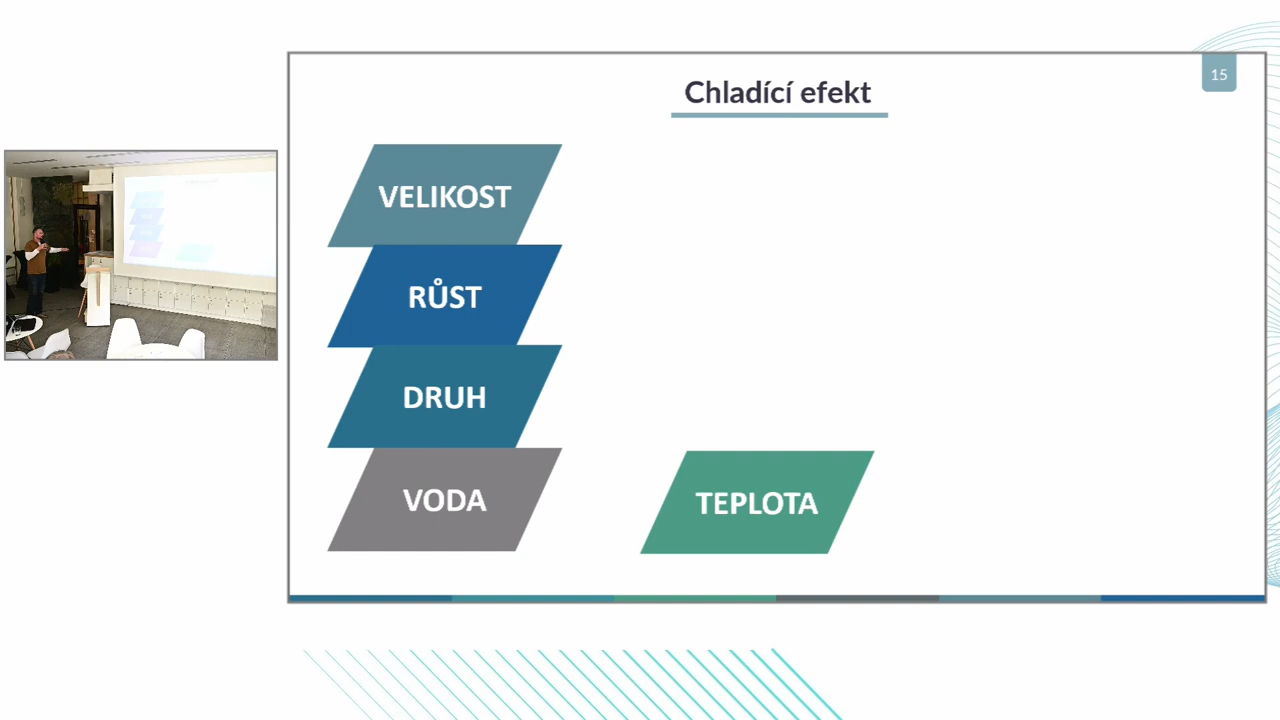 Chladící efekt
15
VELIKOST
RŮST
DRUH
VODA
TEPLOTA